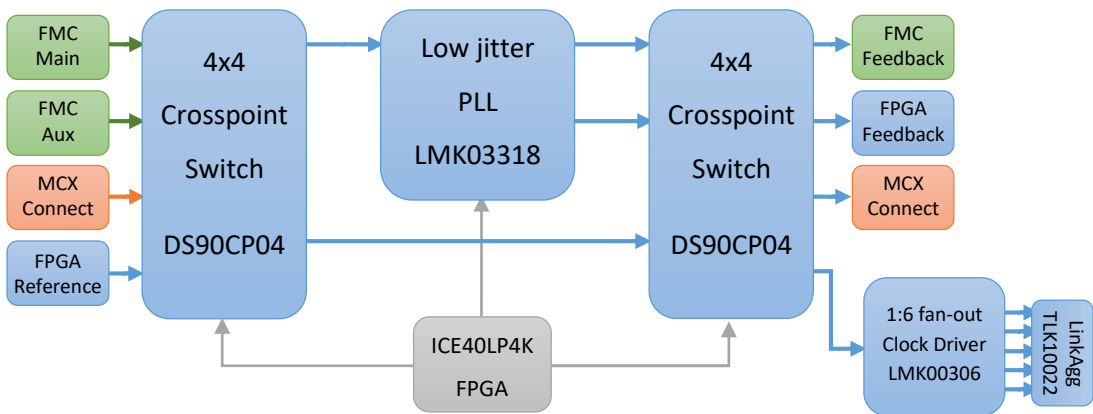 FMC
Main
FMC
Aux
MCX
Connect
FPGA
Reference
4x4
Crosspoint
Switch
DS90CP04
Low jitter
PLL
LMK03318
ICE40LP4K
FPGA
4x4
Crosspoint
Switch
DS90CP04
FMC
Feedback
FPGA
Feedback
MCX
Connect
1:6 fan-out
Clock Driver
LMK00306
LinkAgg
TLK10022